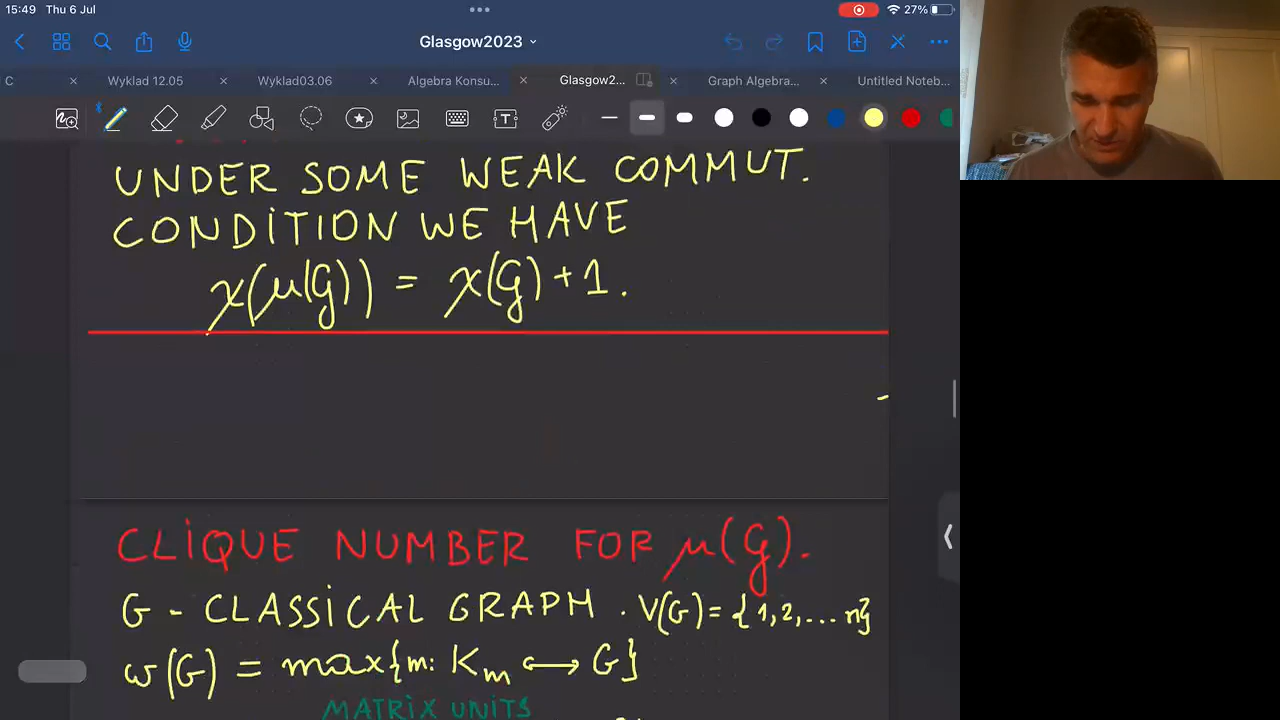 15:49 Thu 6 Jul
27%
Glasgow2023
C
Wyklad 12.05
Wyklad03.06
Algebra Konsu...
Glasgow2...
Graph Algebra...
Untitled Noteb
UNDER SOME WEAK COMMUT.
CONDITION WE HAVE
χ(μ(G)) = χ(G) + 1.
CLIQUE NUMBER FOR μ(G).
G - CLASSICAL GRAPH. V(G) = {1, 2, ... n}
ω(G) = max{m: Km ↔ G}
MATRIX UNITS